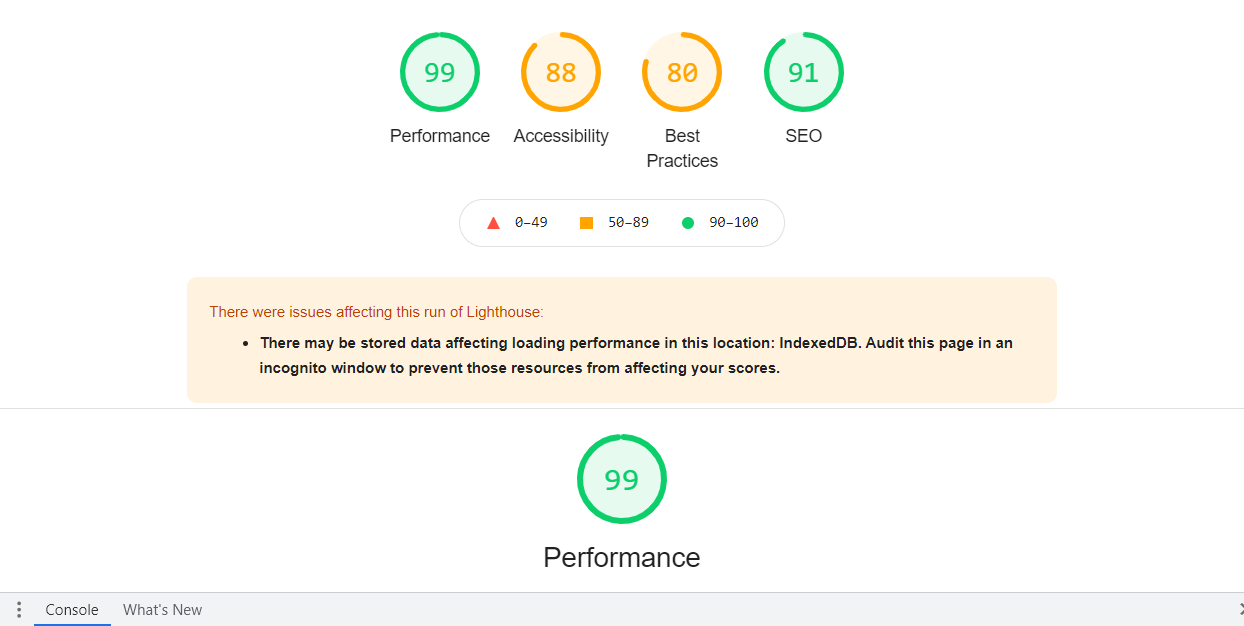 99
88
80
91
Performance
Accessibility
Best
Practices
SEO
0–49
50–89
90–100
There were issues affecting this run of Lighthouse:
• There may be stored data affecting loading performance in this location: IndexedDB. Audit this page in an
incognito window to prevent those resources from affecting your scores.
99
Performance
Console
What's New